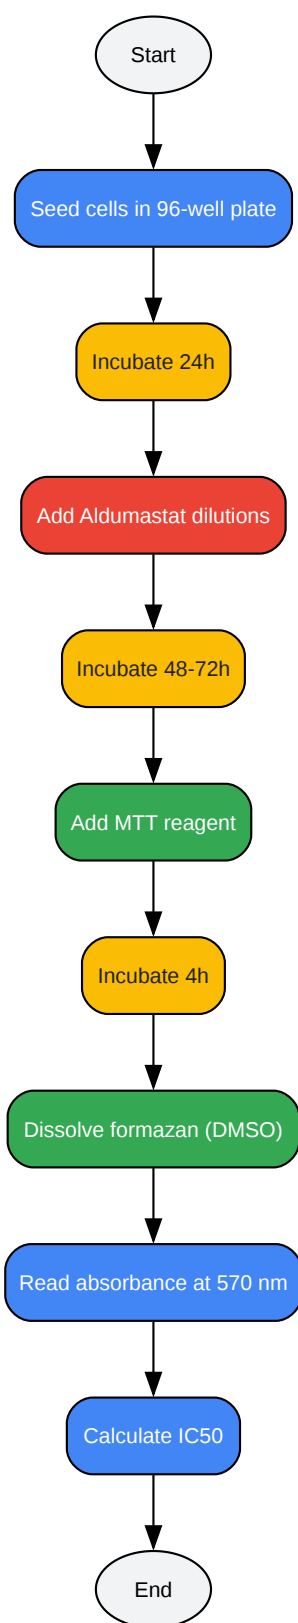 Start
Seed cells in 96-well plate
Incubate 24h
Add Aldumastat dilutions
Incubate 48-72h
Add MTT reagent
Incubate 4h
Dissolve formazan (DMSO)
Read absorbance at 570 nm
Calculate IC50
End